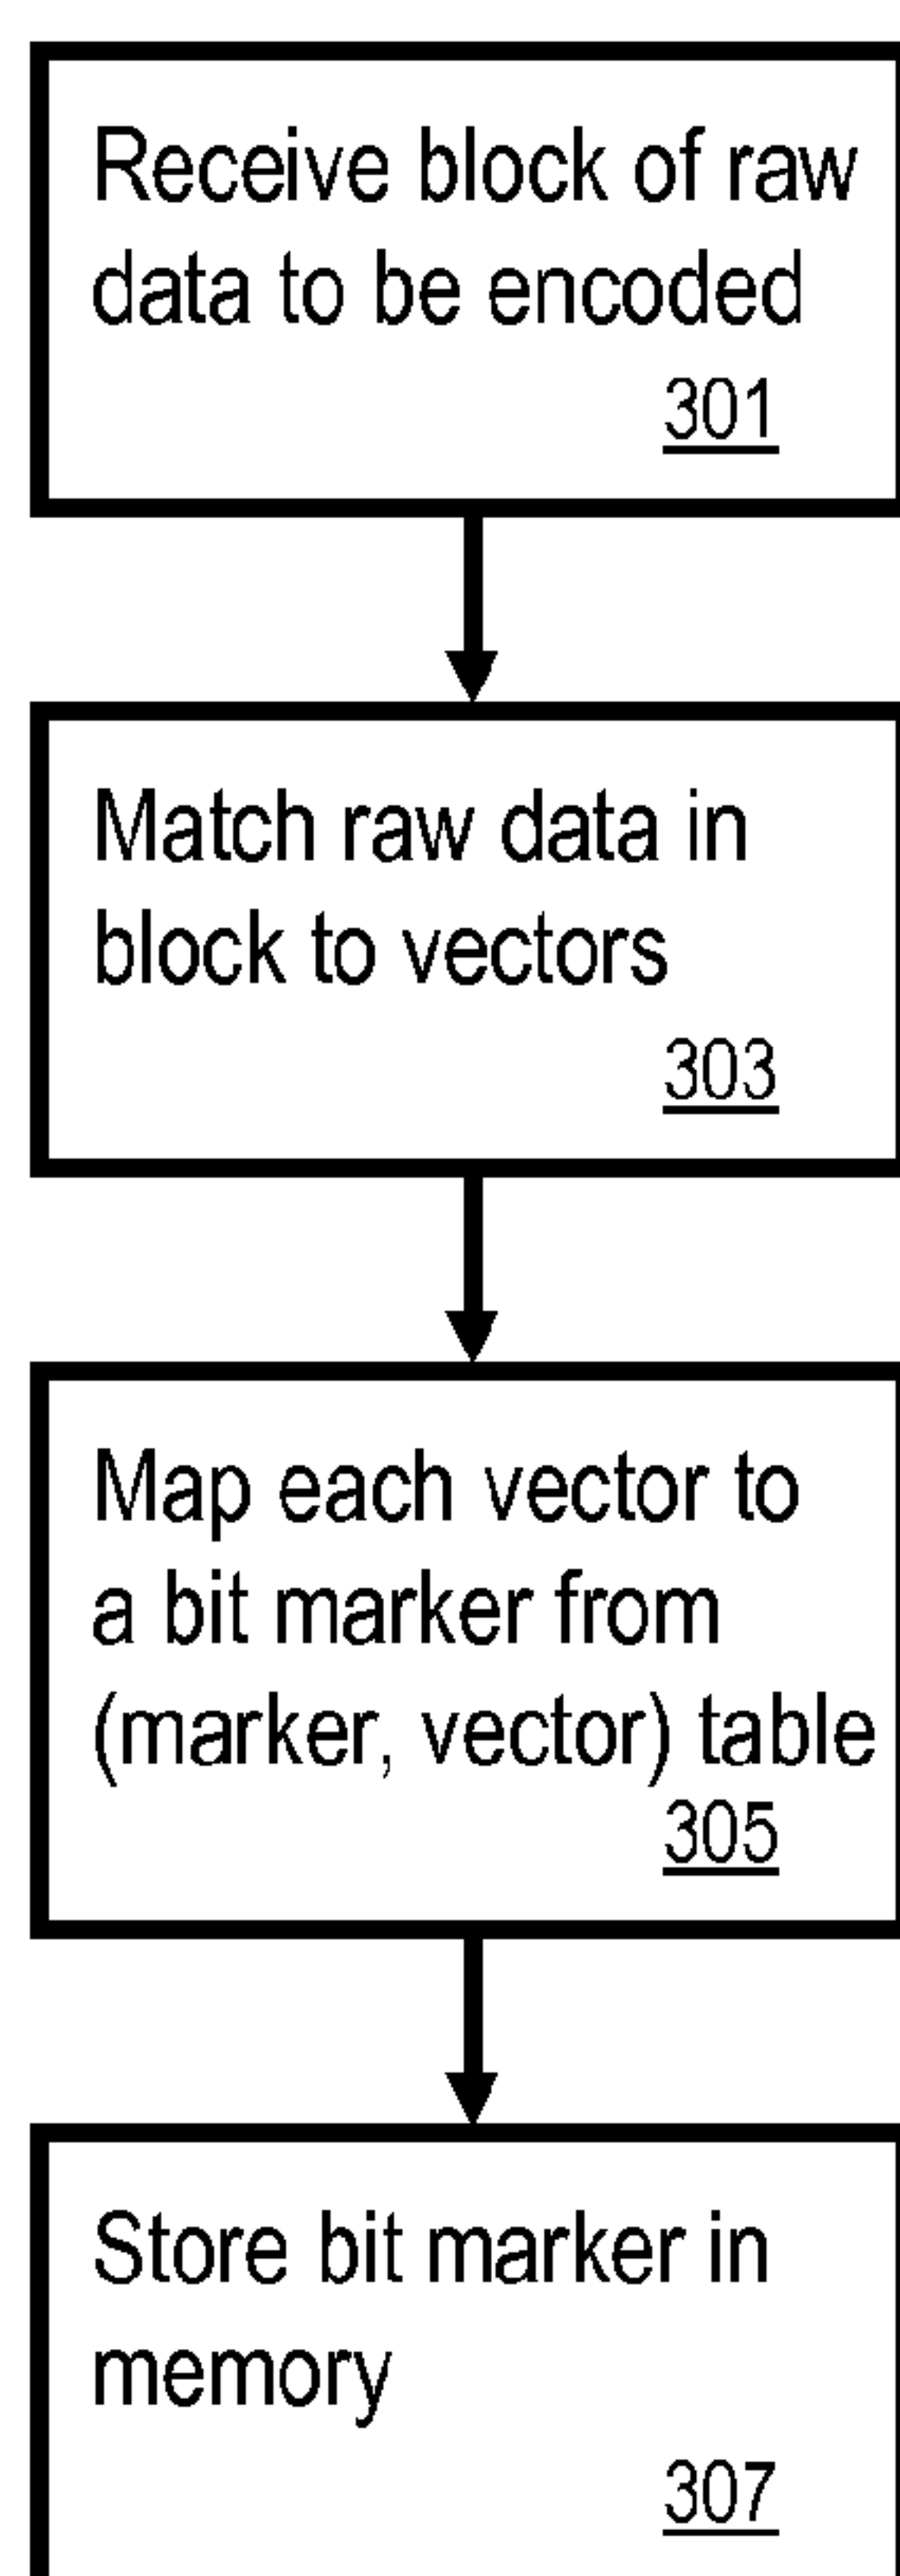 Receive block of raw
data to be encoded
301
Match raw data in
block to vectors
303
Map each vector to
a bit marker from
(marker, vector) table
305
Store bit marker in
memory
307